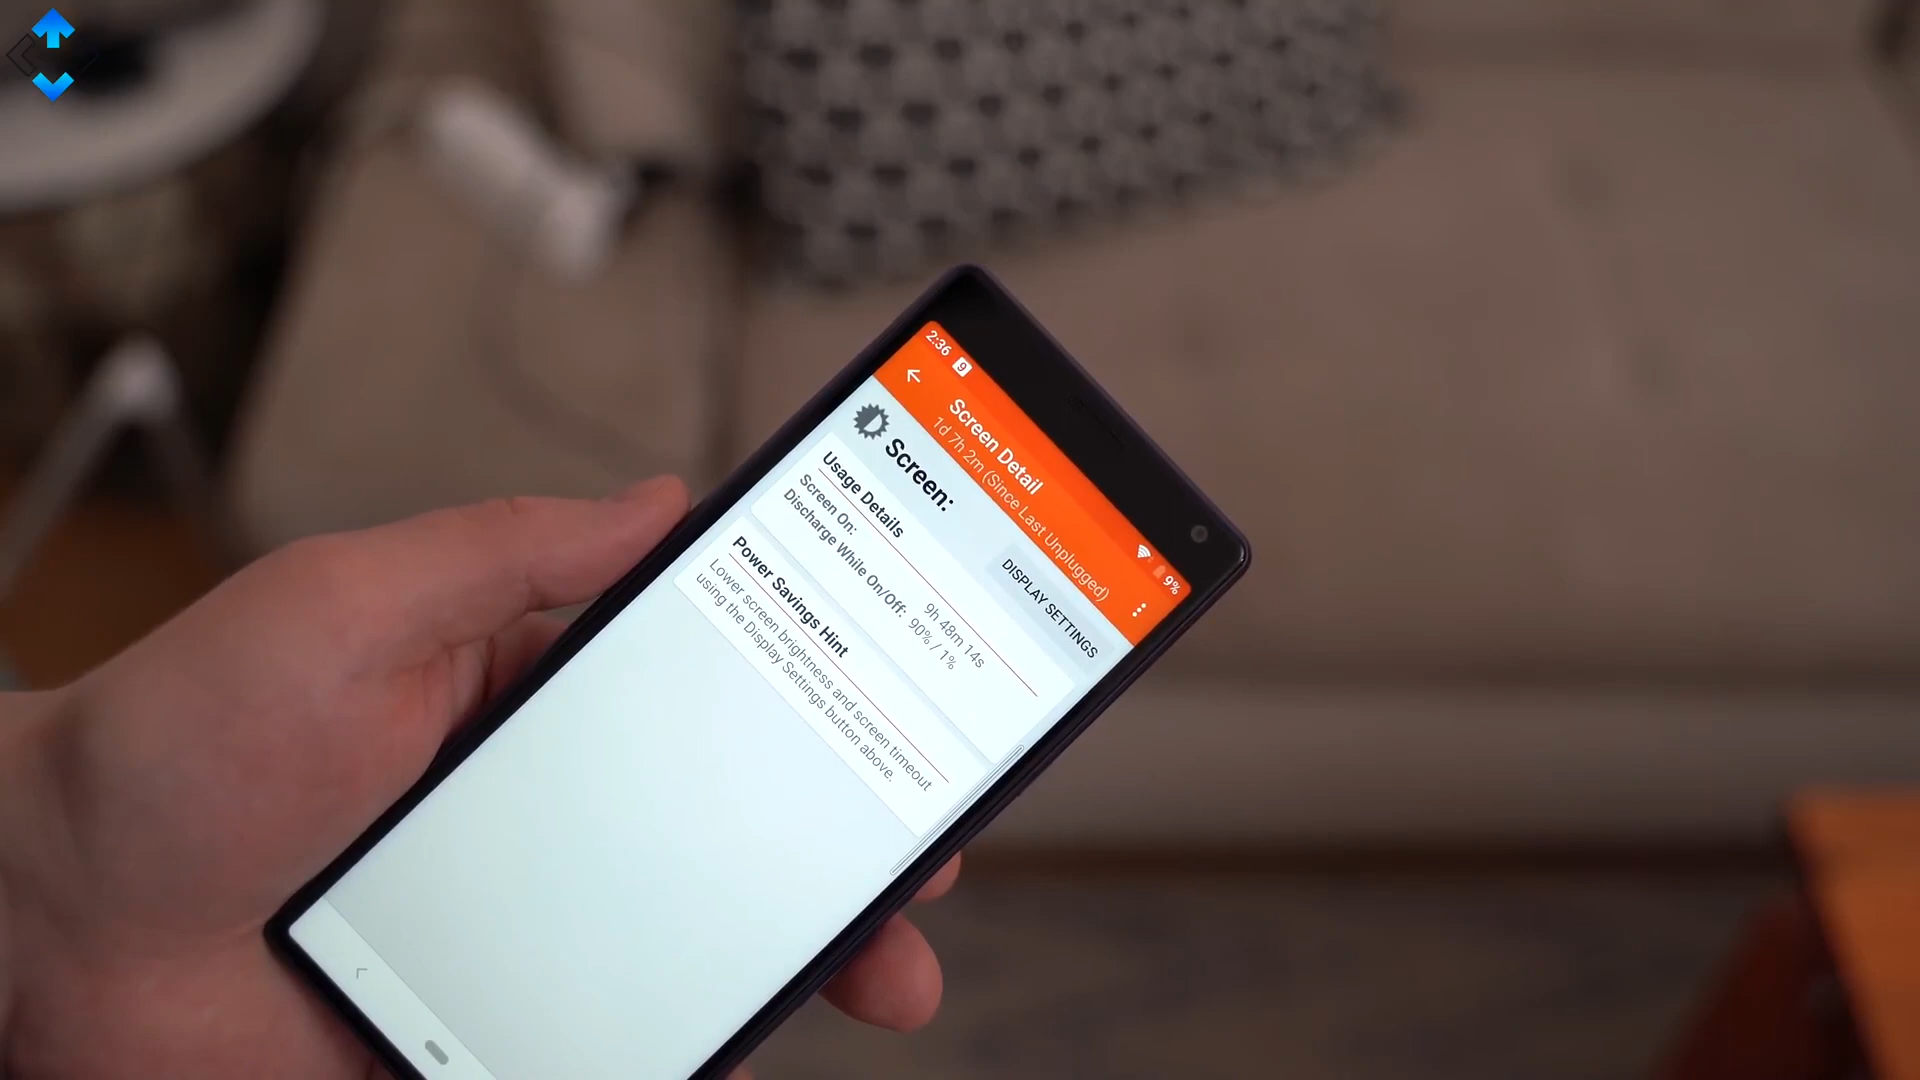 2:36 9 9%
Screen Detail
1d 7h 2m (Since Last Unplugged)
Screen:
DISPLAY SETTINGS
Usage Details
Screen On: 9h 48m 14s
Discharge While On/Off: 90% / 1%
Power Savings Hint
Lower screen brightness and screen timeout
using the Display Settings button above.